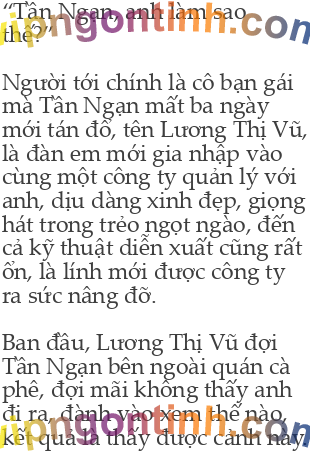 “Tần Ngạn, anh làm sao
thế?”
Người tới chính là cô bạn gái
mà Tần Ngạn mất ba ngày
mới tán đổ, tên Lương Thị Vũ,
là đàn em mới gia nhập vào
cùng một công ty quản lý với
anh, dịu dàng xinh đẹp, giọng
hát trong trẻo ngọt ngào, đến
cả kỹ thuật diễn xuất cũng rất
ổn, là lính mới được công ty
ra sức nâng đỡ.
Ban đầu, Lương Thị Vũ đợi
Tần Ngạn bên ngoài quán cà
phê, đợi mãi không thấy anh
đi ra, đành vào xem thế nào,
kết quả là thấy được cảnh này,
vipngontinh.com
vipngontinh.com